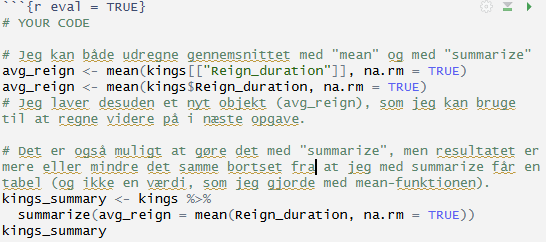 ```{r eval = TRUE}
# YOUR CODE
# Jeg kan både udregne gennemsnittet med "mean" og med "summarize"
avg_reign <- mean(kings[["Reign_duration"]], na.rm = TRUE)
avg_reign <- mean(kings$Reign_duration, na.rm = TRUE)
# Jeg laver desuden et nyt objekt (avg_reign), som jeg kan bruge
til at regne videre på i næste opgave.
# Det er også muligt at gøre det med "summarize", men resultatet er
mere eller mindre det samme bortset fra at jeg med summarize får en
tabel (og ikke en værdi, som jeg gjorde med mean-funktionen).
kings_summary <- kings %>%
  summarize(avg_reign = mean(Reign_duration, na.rm = TRUE))
kings_summary